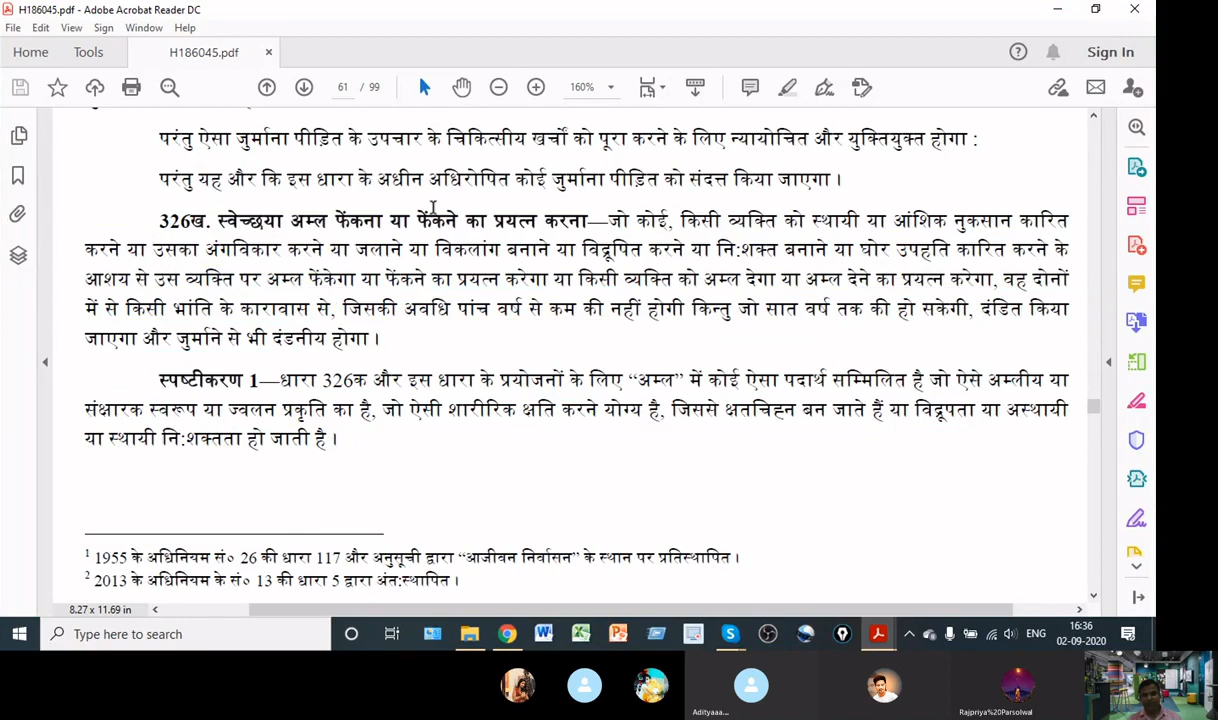 H186045.pdf - Adobe Acrobat Reader DC
File Edit View Sign Window Help
Home Tools H186045.pdf × Sign In
61 / 99 160%
परंतु ऐसा जुर्माना पीड़ित के उपचार के चिकित्सीय खर्चों को पूरा करने के लिए न्यायोचित और युक्तियुक्त होगा :
परंतु यह और कि इस धारा के अधीन अधिरोपित कोई जुर्माना पीड़ित को संदत्त किया जाएगा ।
326ख. स्वेच्छया अम्ल फेंकना या फेंकने का प्रयत्न करना—जो कोई, किसी व्यक्ति को स्थायी या आंशिक नुकसान कारित
करने या उसका अंगविकार करने या जलाने या विकलांग बनाने या विद्रूपित करने या नि:शक्त बनाने या घोर उपहति कारित करने के
आशय से उस व्यक्ति पर अम्ल फेंकेगा या फेंकने का प्रयत्न करेगा या किसी व्यक्ति को अम्ल देगा या अम्ल देने का प्रयत्न करेगा, वह दोनों
में से किसी भांति के कारावास से, जिसकी अवधि पांच वर्ष से कम की नहीं होगी किन्तु जो सात वर्ष तक की हो सकेगी, दंडित किया
जाएगा और जुर्माने से भी दंडनीय होगा ।
स्पष्टीकरण 1—धारा 326क और इस धारा के प्रयोजनों के लिए “अम्ल” में कोई ऐसा पदार्थ सम्मिलित है जो ऐसे अम्लीय या
संक्षारक स्वरूप या ज्वलन प्रकृति का है, जो ऐसी शारीरिक क्षति करने योग्य है, जिससे क्षतचिह्न बन जाते हैं या विद्रूपता या अस्थायी
या स्थायी नि:शक्तता हो जाती है ।
1 1955 के अधिनियम सं० 26 की धारा 117 और अनुसूची द्वारा “आजीवन निर्वासन” के स्थान पर प्रतिस्थापित ।
2 2013 के अधिनियम के सं० 13 की धारा 5 द्वारा अंत:स्थापित ।
8.27 x 11.69 in
Type here to search ENG 16:36
02-09-2020
Adityaaa... Rajpriya%20Parsolwal